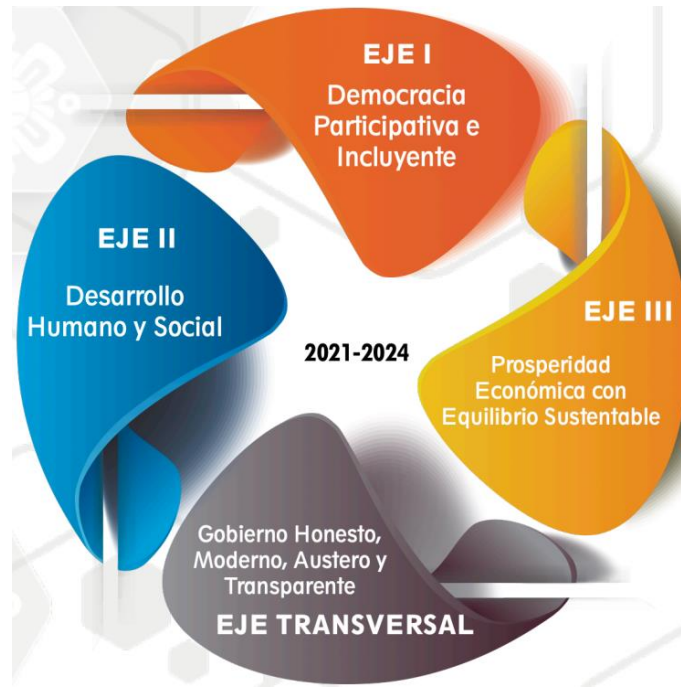 EJE I
Democracia
Participativa e
Incluyente
EJE II
Desarrollo
Humano y Social
EJE III
Prosperidad
Económica con
Equilibrio Sustentable
2021-2024
Gobierno Honesto,
Moderno, Austero y
Transparente
EJE TRANSVERSAL